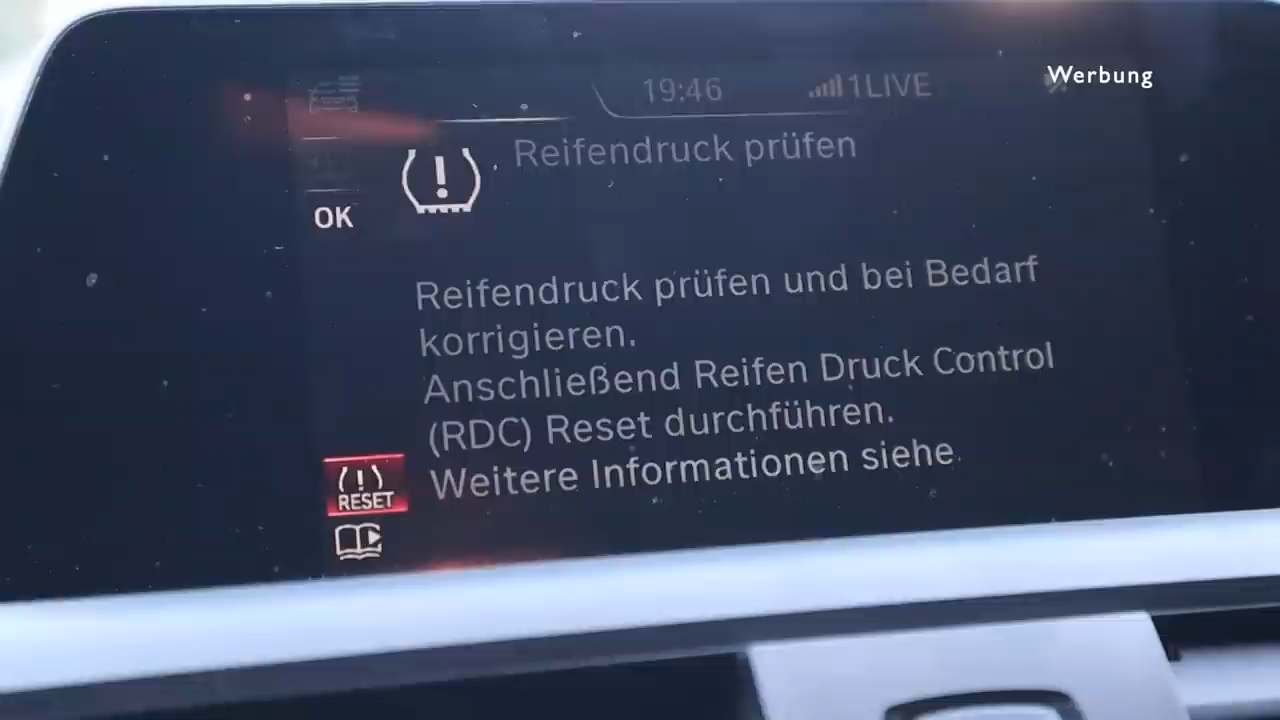 Werbung
19:46 1LIVE
Reifendruck prüfen
OK
Reifendruck prüfen und bei Bedarf
korrigieren.
Anschließend Reifen Druck Control
(RDC) Reset durchführen.
Weitere Informationen siehe
RESET